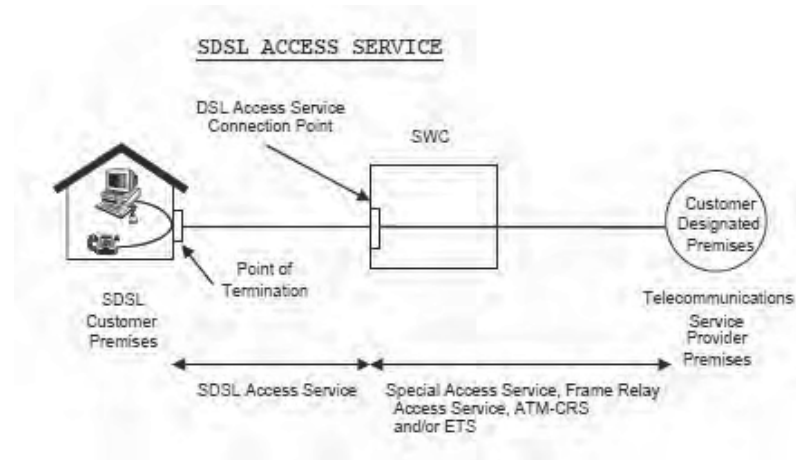 SDSL ACCESS SERVICE
DSL Access Service
Connection Point
SWC
Customer
Designated
Premises
Point of
Termination
SDSL
Customer
Premises
Telecommunications
Service
Provider
Premises
SDSL Access Service
Special Access Service, Frame Relay
Access Service, ATM-CRS
and/or ETS